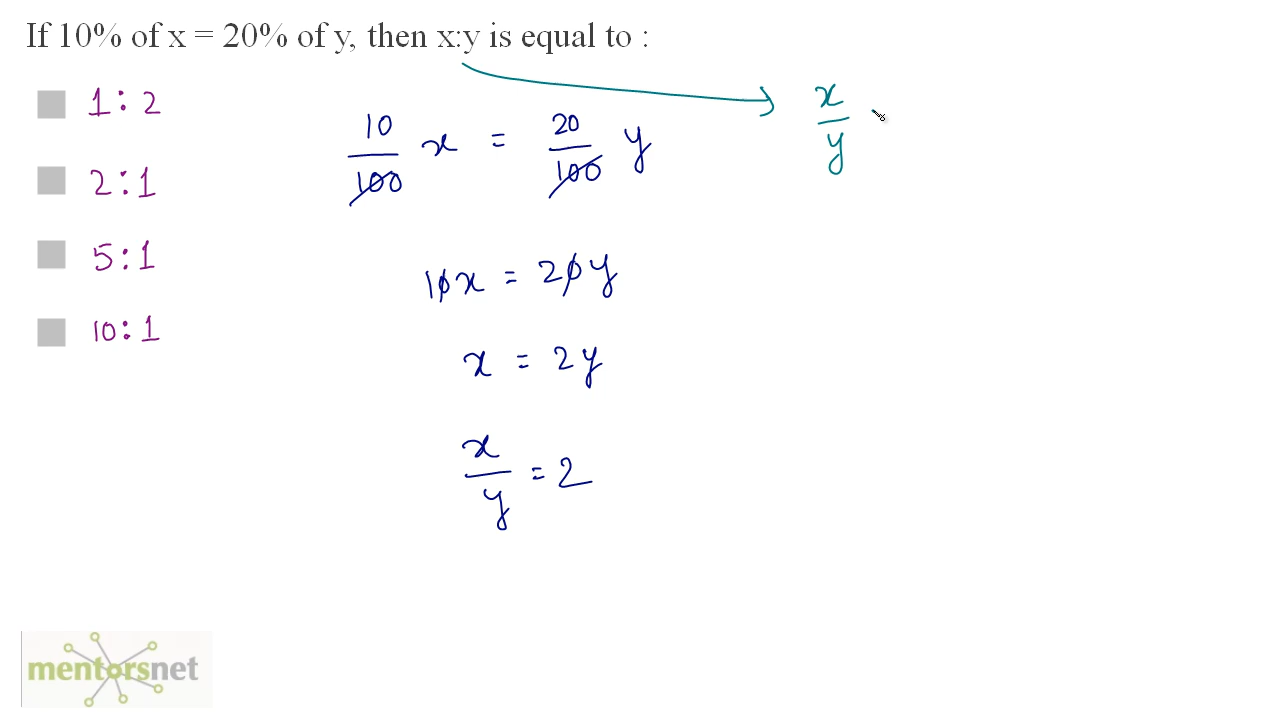 If 10% of x = 20% of y, then x:y is equal to :
1 : 2
2 : 1
5 : 1
10 : 1
10/100 x = 20/100 y
10x = 20y
x = 2y
x/y = 2
x/y
mentorsnet